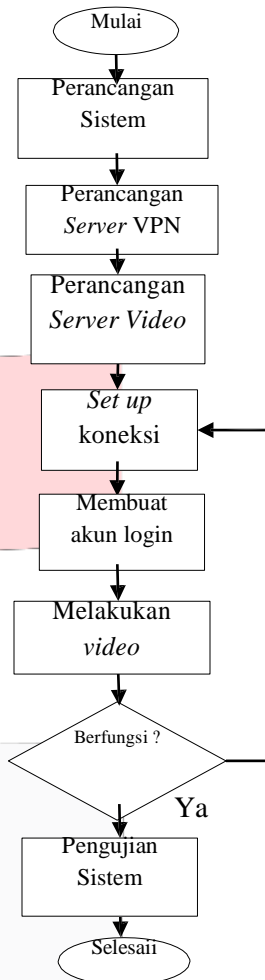 Mulai
Perancangan
Sistem
Perancangan
Server VPN
Perancangan
Server Video
Set up
koneksi
Membuat
akun login
Melakukan
video
Berfungsi ?
Ya
Pengujian
Sistem
Selesaii